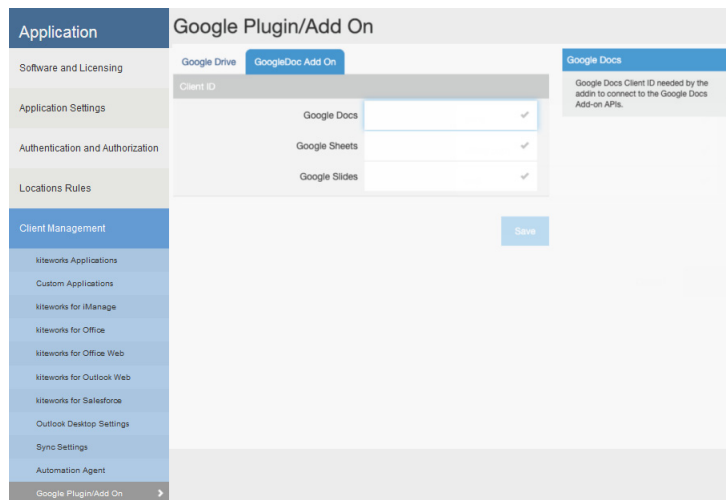 Application
Software and Licensing
Application Settings
Authentication and Authorization
Locations Rules
Client Management
kiteworks Applications
Custom Applications
kiteworks for iManage
kiteworks for Office
kiteworks for Office Web
kiteworks for Outlook Web
kiteworks for Salesforce
Outlook Desktop Settings
Sync Settings
Automation Agent
Google Plugin/Add On
Google Plugin/Add On
Google Drive
GoogleDoc Add On
Client ID
Google Docs
Google Sheets
Google Slides
Save
Google Docs
Google Docs Client ID needed by the
addin to connect to the Google Docs
Add-on APIs.